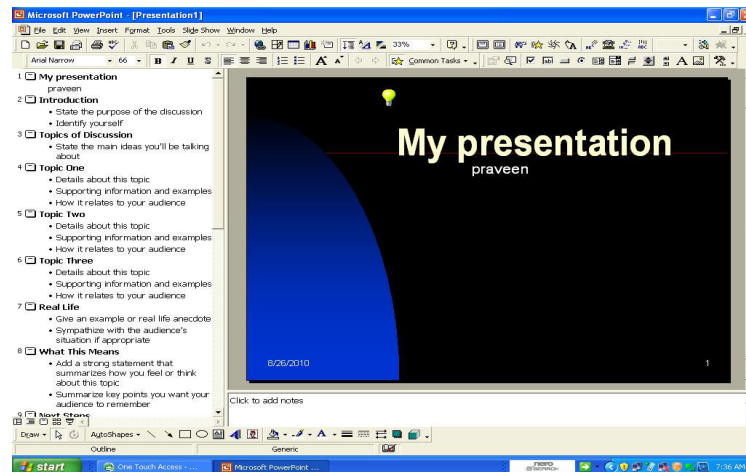 Microsoft PowerPoint - [Presentation1]
File Edit View Insert Format Tools Slide Show Window Help
33%
Arial Narrow 66 B I U S Common Tasks
1 My presentation
praveen
2 Introduction
• State the purpose of the discussion
• Identify yourself
3 Topics of Discussion
• State the main ideas you'll be talking
about
4 Topic One
• Details about this topic
• Supporting information and examples
• How it relates to your audience
5 Topic Two
• Details about this topic
• Supporting information and examples
• How it relates to your audience
6 Topic Three
• Details about this topic
• Supporting information and examples
• How it relates to your audience
7 Real Life
• Give an example or real life anecdote
• Sympathize with the audience's
situation if appropriate
8 What This Means
• Add a strong statement that
summarizes how you feel or think
about this topic
• Summarize key points you want your
audience to remember
9 Next Steps
My presentation
praveen
8/26/2010
1
Click to add notes
Draw AutoShapes
Outline Generic
start One Touch Access - ... Microsoft PowerPoint ... nero 7:36 AM